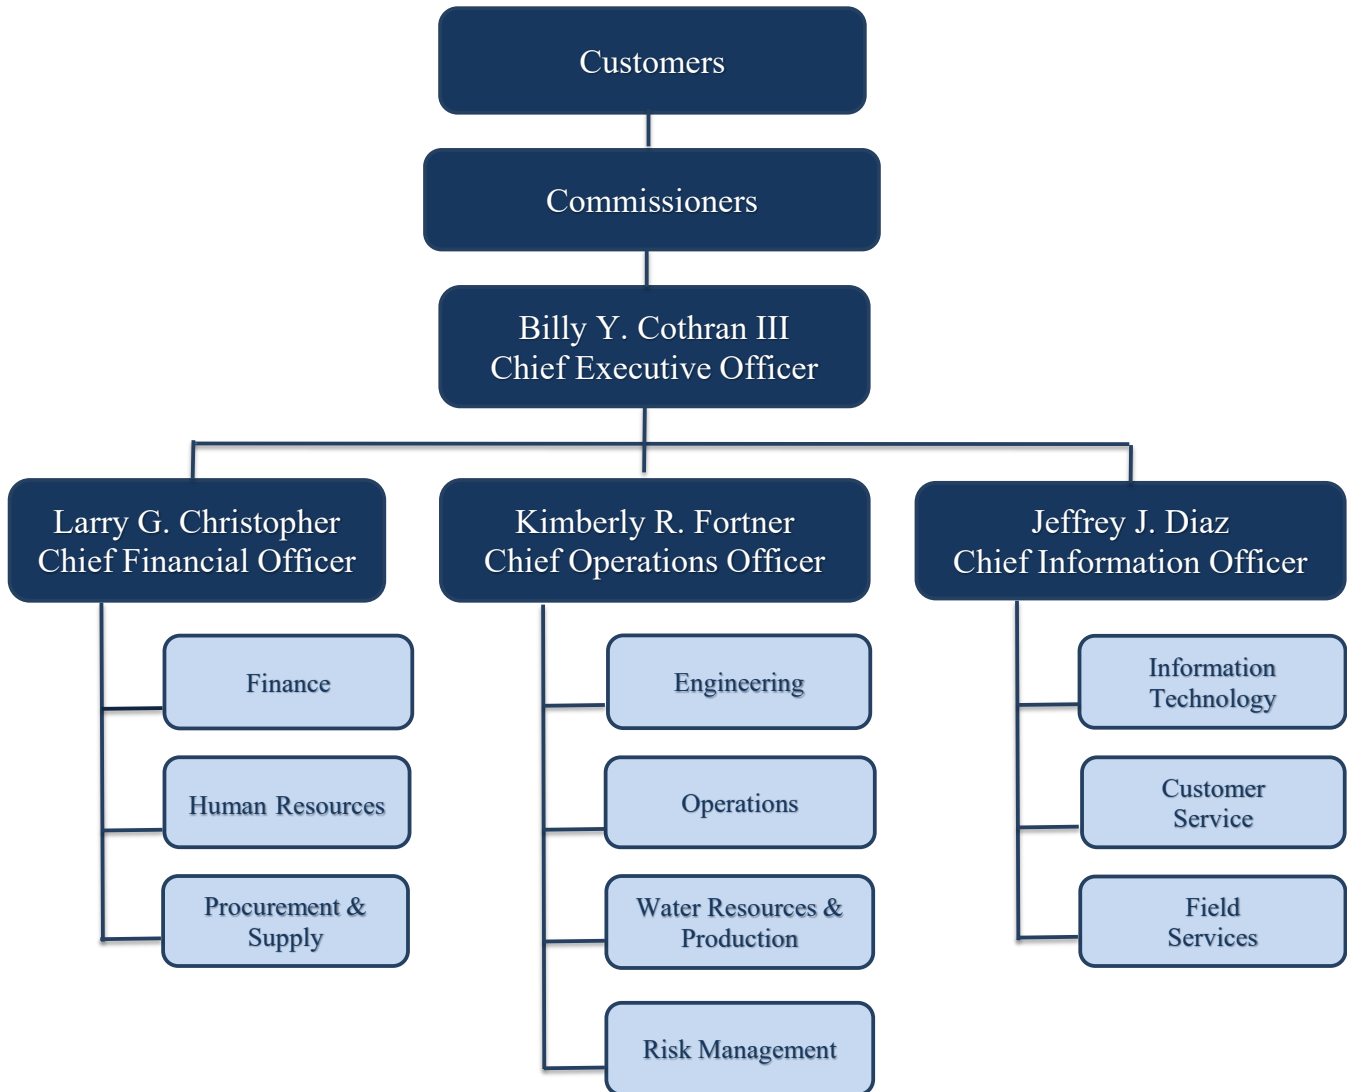 Customers
Commissioners
Billy Y. Cothran III
Chief Executive Officer
Larry G. Christopher
Chief Financial Officer
Kimberly R. Fortner
Chief Operations Officer
Jeffrey J. Diaz
Chief Information Officer
Finance
Human Resources
Procurement &
Supply
Engineering
Operations
Water Resources &
Production
Risk Management
Information
Technology
Customer
Service
Field
Services